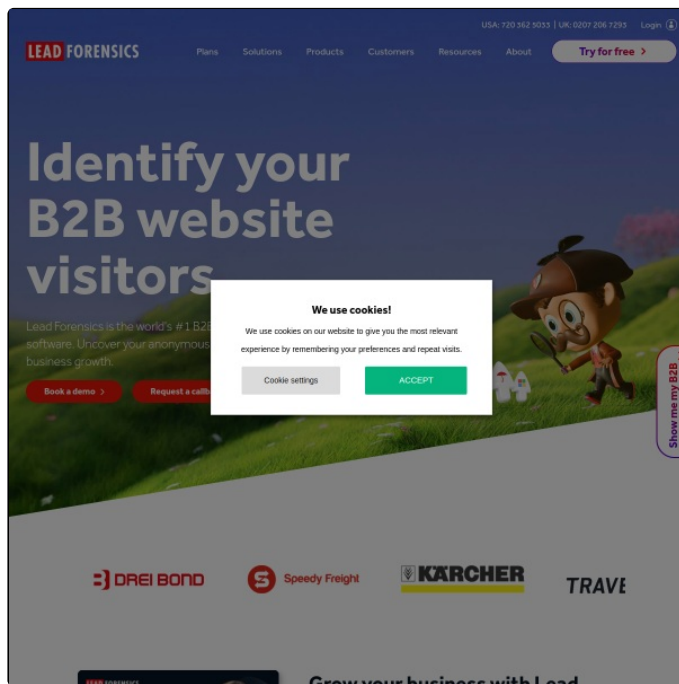 USA: 720 362 5033 | UK: 0207 206 7293 Login
LEAD FORENSICS
Plans Solutions Products Customers Resources About Try for free >
Identify your
B2B website
visitors
Lead Forensics is the world's #1 B2B
software. Uncover your anonymous
business growth.
Book a demo >
Request a callb
We use cookies!
We use cookies on our website to give you the most relevant
experience by remembering your preferences and repeat visits.
Cookie settings
ACCEPT
Show me my B2B
DREI BOND
Speedy Freight
KÄRCHER
TRAVE
LEAD FORENSICS
Grow your business with Lead